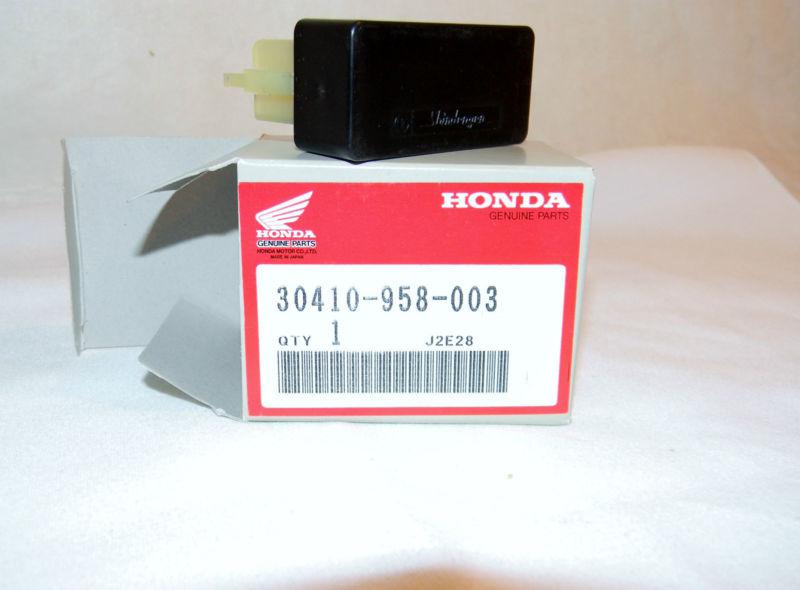 Shindengen
HONDA
GENUINE PARTS
HONDA
GENUINE PARTS
HONDA MOTOR CO.,LTD.
MADE IN JAPAN
30410-958-003
QTY 1 J2E28